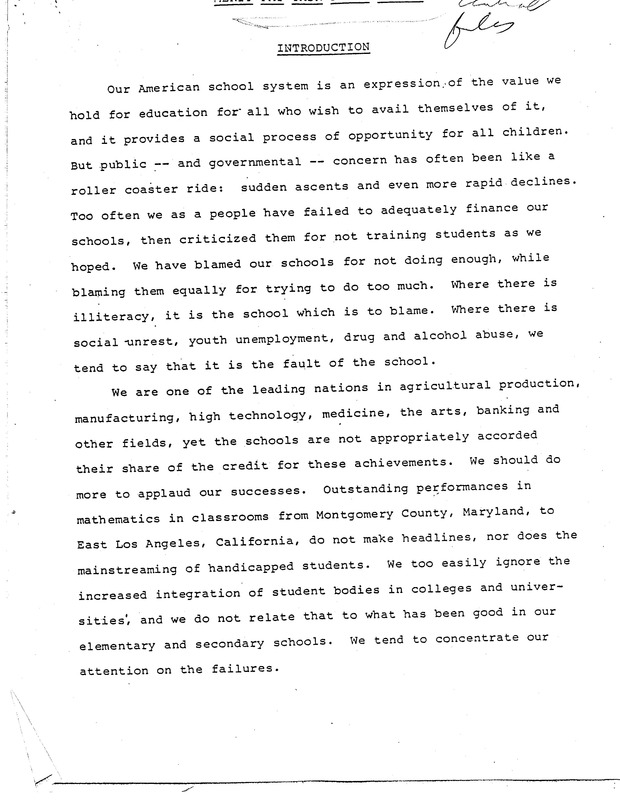 files
INTRODUCTION
Our American school system is an expression of the value we
hold for education for all who wish to avail themselves of it,
and it provides a social process of opportunity for all children.
But public -- and governmental -- concern has often been like a
roller coaster ride:  sudden ascents and even more rapid declines.
Too often we as a people have failed to adequately finance our
schools, then criticized them for not training students as we
hoped.  We have blamed our schools for not doing enough, while
blaming them equally for trying to do too much.  Where there is
illiteracy, it is the school which is to blame.  Where there is
social unrest, youth unemployment, drug and alcohol abuse, we
tend to say that it is the fault of the school.
We are one of the leading nations in agricultural production,
manufacturing, high technology, medicine, the arts, banking and
other fields, yet the schools are not appropriately accorded
their share of the credit for these achievements.  We should do
more to applaud our successes.  Outstanding performances in
mathematics in classrooms from Montgomery County, Maryland, to
East Los Angeles, California, do not make headlines, nor does the
mainstreaming of handicapped students.  We too easily ignore the
increased integration of student bodies in colleges and univer-
sities, and we do not relate that to what has been good in our
elementary and secondary schools.  We tend to concentrate our
attention on the failures.